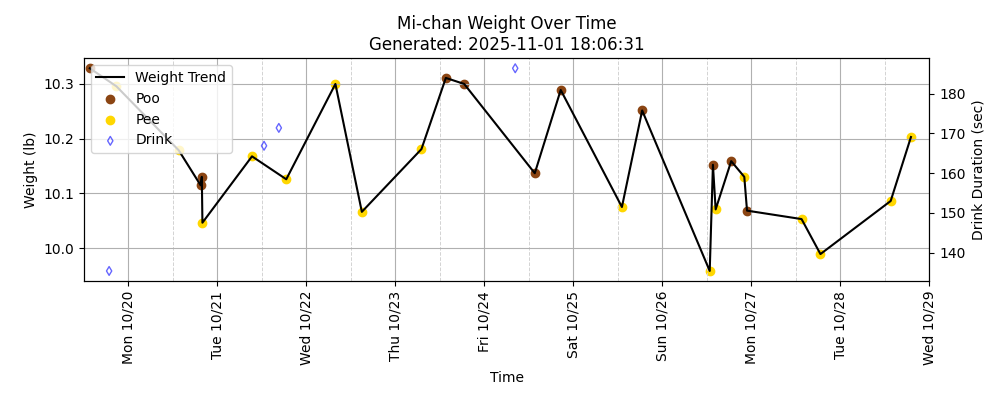 Mi-chan Weight Over Time
Generated: 2025-11-01 18:06:31
Weight Trend
Poo
Pee
Drink
Weight (lb)
10.3
10.2
10.1
10.0
Drink Duration (sec)
180
170
160
150
140
Mon 10/20
Tue 10/21
Wed 10/22
Thu 10/23
Fri 10/24
Sat 10/25
Sun 10/26
Mon 10/27
Tue 10/28
Wed 10/29
Time